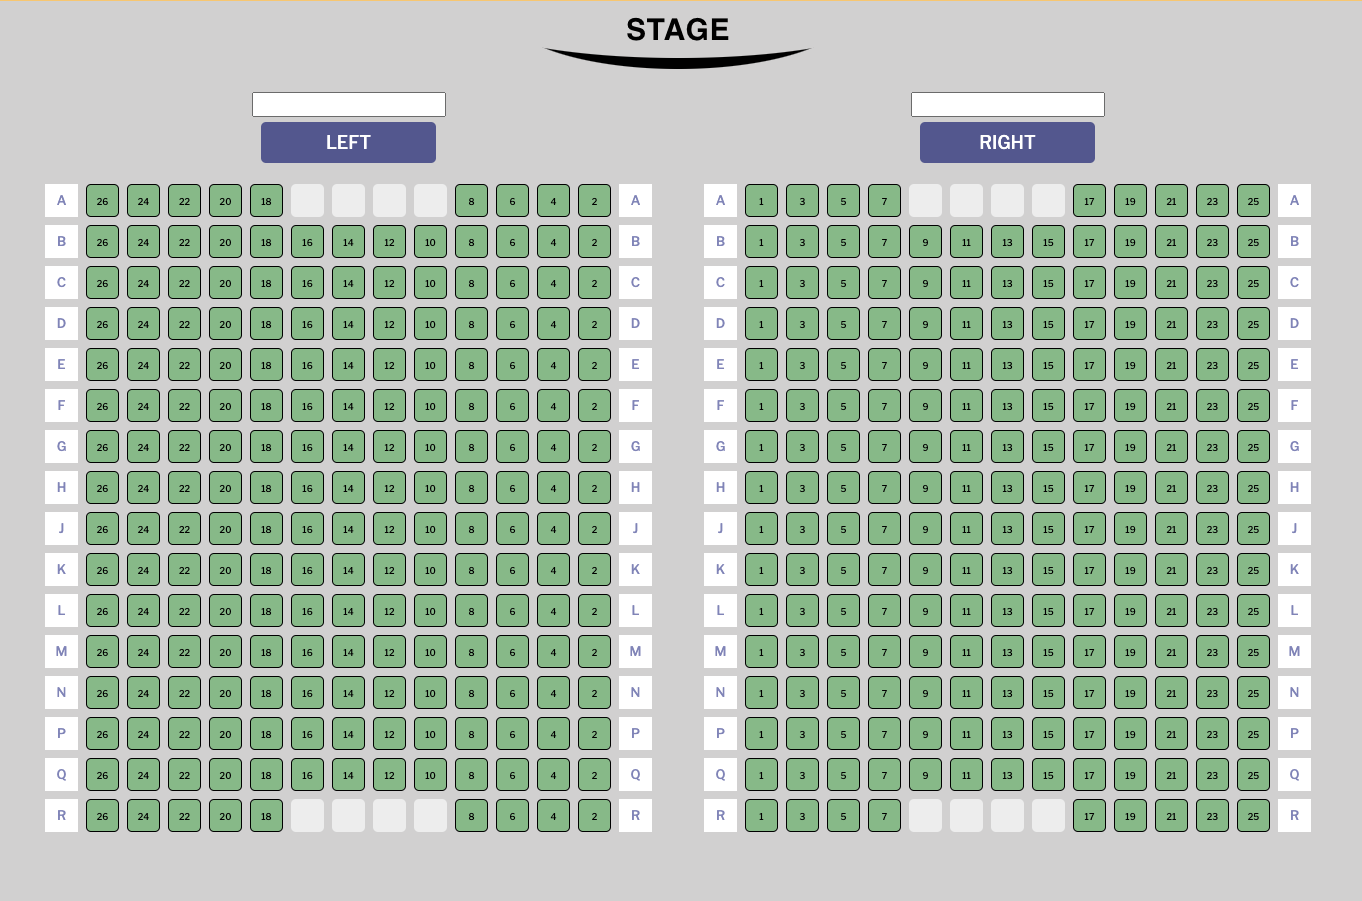 STAGE
LEFT RIGHT
A 26 24 22 20 18 8 6 4 2 A A 1 3 5 7 17 19 21 23 25 A
B 26 24 22 20 18 16 14 12 10 8 6 4 2 B B 1 3 5 7 9 11 13 15 17 19 21 23 25 B
C 26 24 22 20 18 16 14 12 10 8 6 4 2 C C 1 3 5 7 9 11 13 15 17 19 21 23 25 C
D 26 24 22 20 18 16 14 12 10 8 6 4 2 D D 1 3 5 7 9 11 13 15 17 19 21 23 25 D
E 26 24 22 20 18 16 14 12 10 8 6 4 2 E E 1 3 5 7 9 11 13 15 17 19 21 23 25 E
F 26 24 22 20 18 16 14 12 10 8 6 4 2 F F 1 3 5 7 9 11 13 15 17 19 21 23 25 F
G 26 24 22 20 18 16 14 12 10 8 6 4 2 G G 1 3 5 7 9 11 13 15 17 19 21 23 25 G
H 26 24 22 20 18 16 14 12 10 8 6 4 2 H H 1 3 5 7 9 11 13 15 17 19 21 23 25 H
J 26 24 22 20 18 16 14 12 10 8 6 4 2 J J 1 3 5 7 9 11 13 15 17 19 21 23 25 J
K 26 24 22 20 18 16 14 12 10 8 6 4 2 K K 1 3 5 7 9 11 13 15 17 19 21 23 25 K
L 26 24 22 20 18 16 14 12 10 8 6 4 2 L L 1 3 5 7 9 11 13 15 17 19 21 23 25 L
M 26 24 22 20 18 16 14 12 10 8 6 4 2 M M 1 3 5 7 9 11 13 15 17 19 21 23 25 M
N 26 24 22 20 18 16 14 12 10 8 6 4 2 N N 1 3 5 7 9 11 13 15 17 19 21 23 25 N
P 26 24 22 20 18 16 14 12 10 8 6 4 2 P P 1 3 5 7 9 11 13 15 17 19 21 23 25 P
Q 26 24 22 20 18 16 14 12 10 8 6 4 2 Q Q 1 3 5 7 9 11 13 15 17 19 21 23 25 Q
R 26 24 22 20 18 8 6 4 2 R R 1 3 5 7 17 19 21 23 25 R